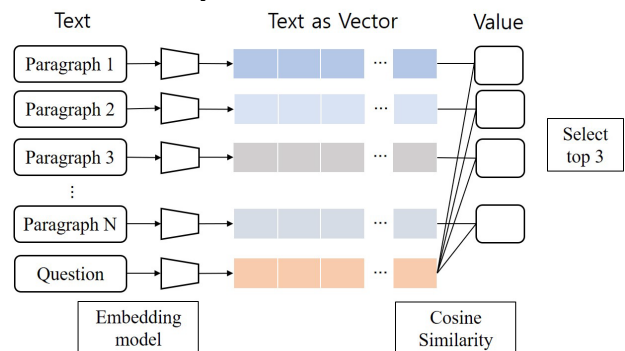 Text Text as Vector Value
Paragraph 1 ...
Paragraph 2 ...
Paragraph 3 ...
Select
top 3
⋮
Paragraph N ...
Question ...
Embedding
model
Cosine
Similarity